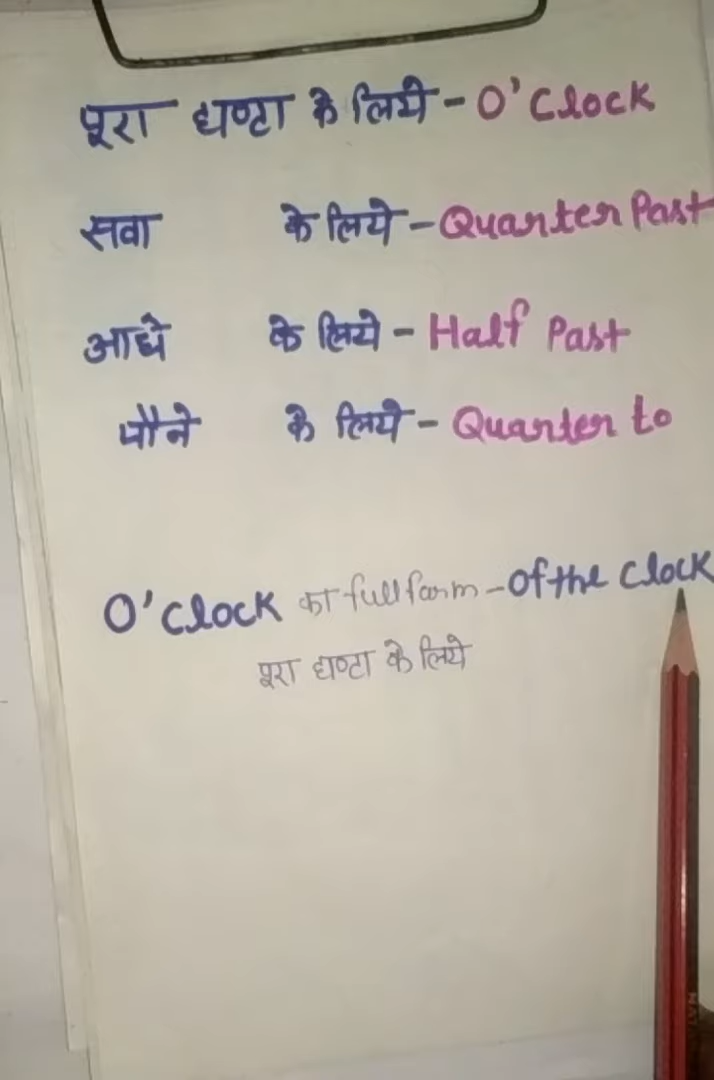 पूरा घण्टा के लिये - O'Clock
सवा के लिये - Quarter Past
आधे के लिये - Half Past
पौने के लिये - Quarter to
O'Clock का full form - Of the Clock
पूरा घण्टा के लिये